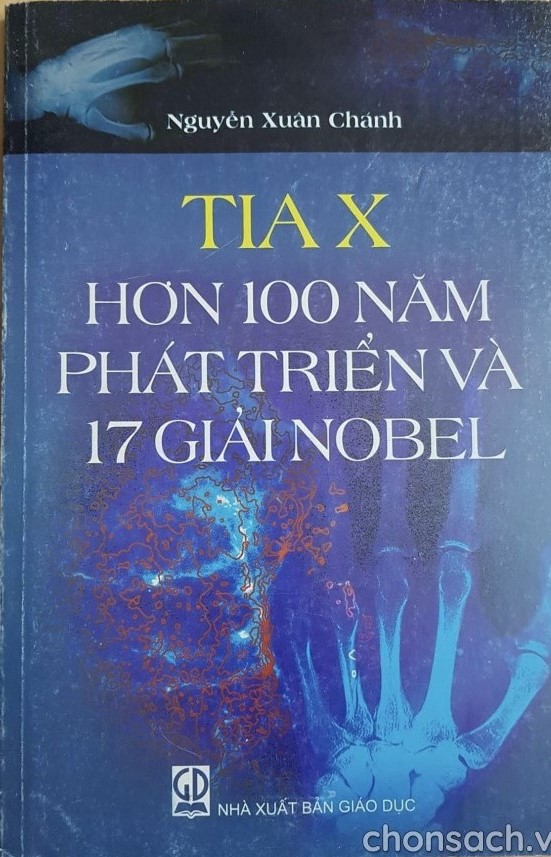 Nguyễn Xuân Chánh
TIA X
HƠN 100 NĂM
PHÁT TRIỂN VÀ
17 GIẢI NOBEL
GD
NHÀ XUẤT BẢN GIÁO DỤC
chonsach.v